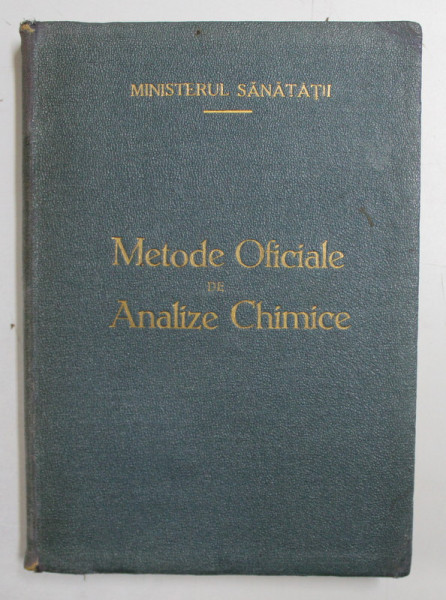 MINISTERUL SĂNĂTĂȚII
Metode Oficiale
DE
Analize Chimice